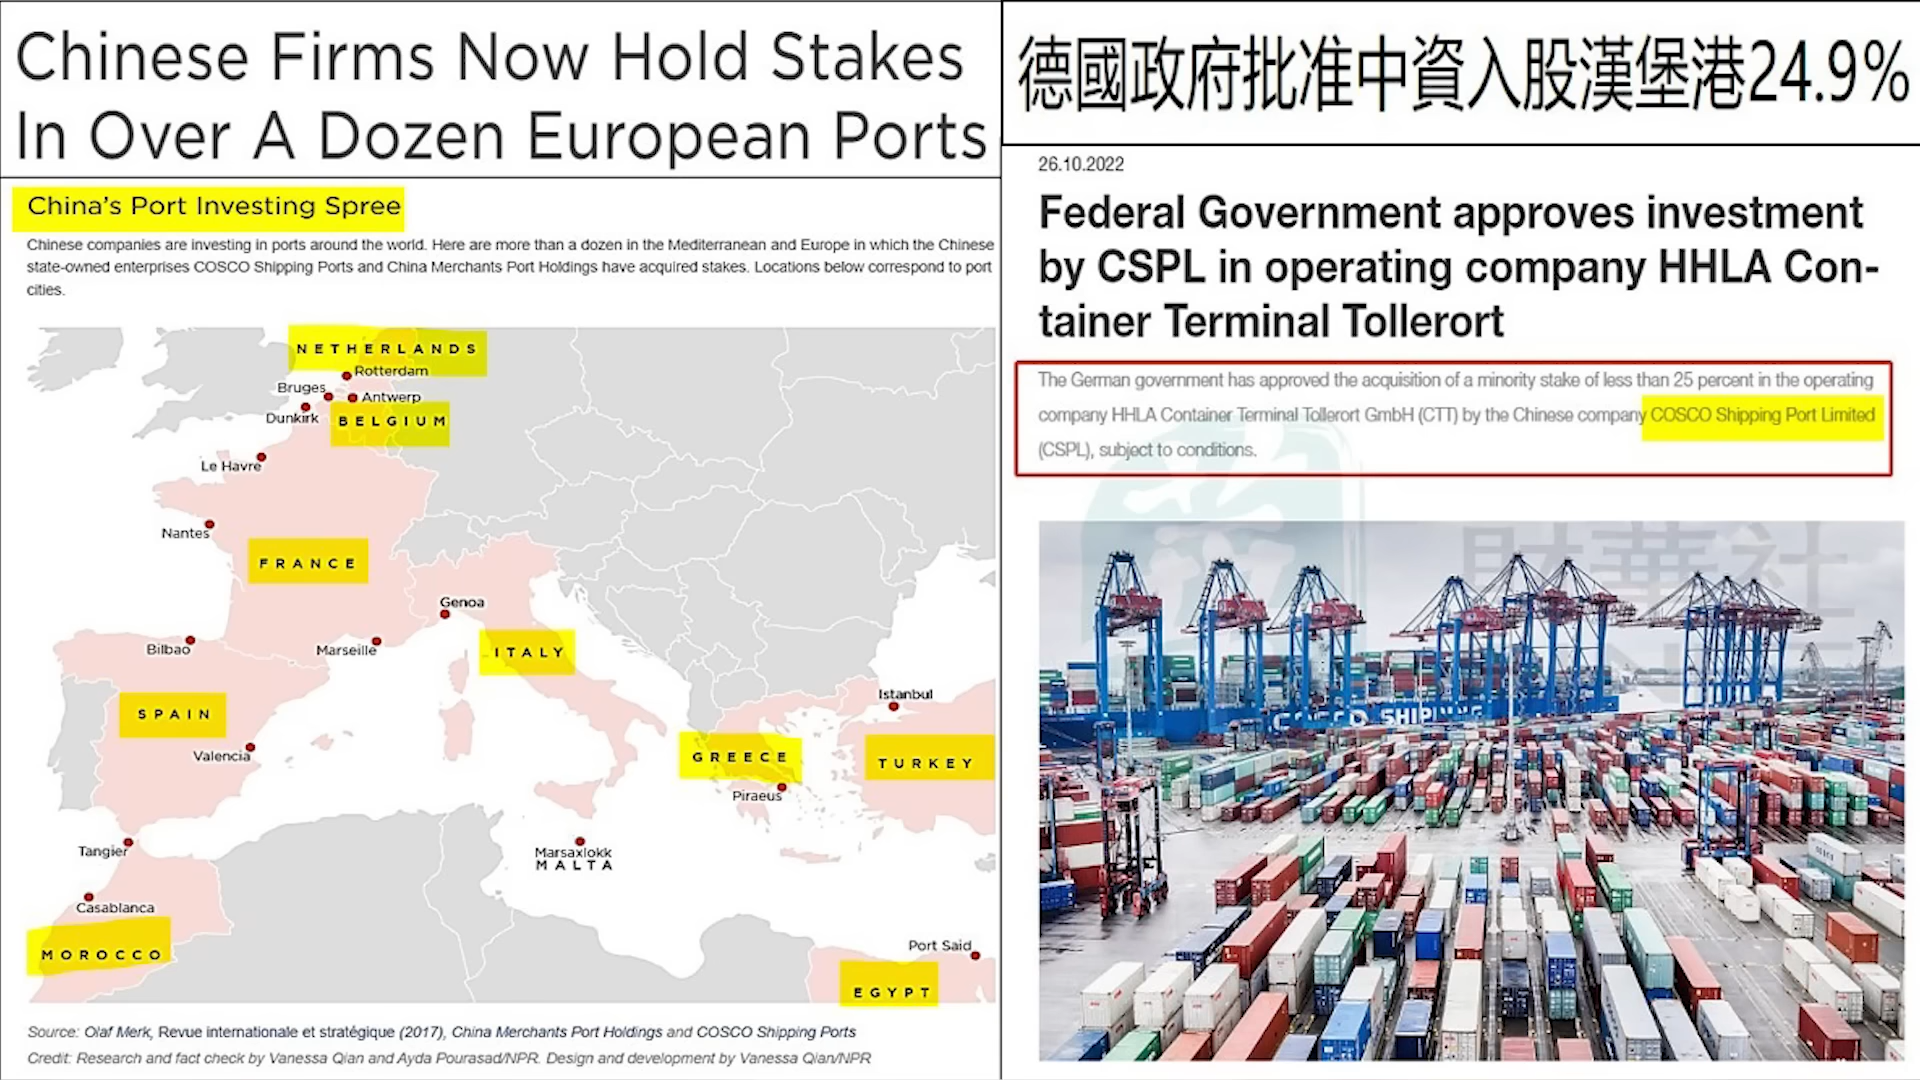 Chinese Firms Now Hold Stakes
In Over A Dozen European Ports
China's Port Investing Spree
Chinese companies are investing in ports around the world. Here are more than a dozen in the Mediterranean and Europe in which the Chinese
state-owned enterprises COSCO Shipping Ports and China Merchants Port Holdings have acquired stakes. Locations below correspond to port
cities.
NETHERLANDS
Rotterdam
Bruges
Antwerp
Dunkirk
BELGIUM
Le Havre
Nantes
FRANCE
Genoa
Bilbao
Marseille
ITALY
Istanbul
SPAIN
Valencia
GREECE
TURKEY
Piraeus
Tangier
Marsaxlokk
MALTA
Casablanca
MOROCCO
Port Said
EGYPT
Source: Olaf Merk, Revue internationale et stratégique (2017), China Merchants Port Holdings and COSCO Shipping Ports
Credit: Research and fact check by Vanessa Qian and Ayda Pourasad/NPR. Design and development by Vanessa Qian/NPR
德國政府批准中資入股漢堡港24.9%
26.10.2022
Federal Government approves investment
by CSPL in operating company HHLA Con-
tainer Terminal Tollerort
The German government has approved the acquisition of a minority stake of less than 25 percent in the operating
company HHLA Container Terminal Tollerort GmbH (CTT) by the Chinese company COSCO Shipping Port Limited
(CSPL), subject to conditions.
財華社
COSCO SHIPPING